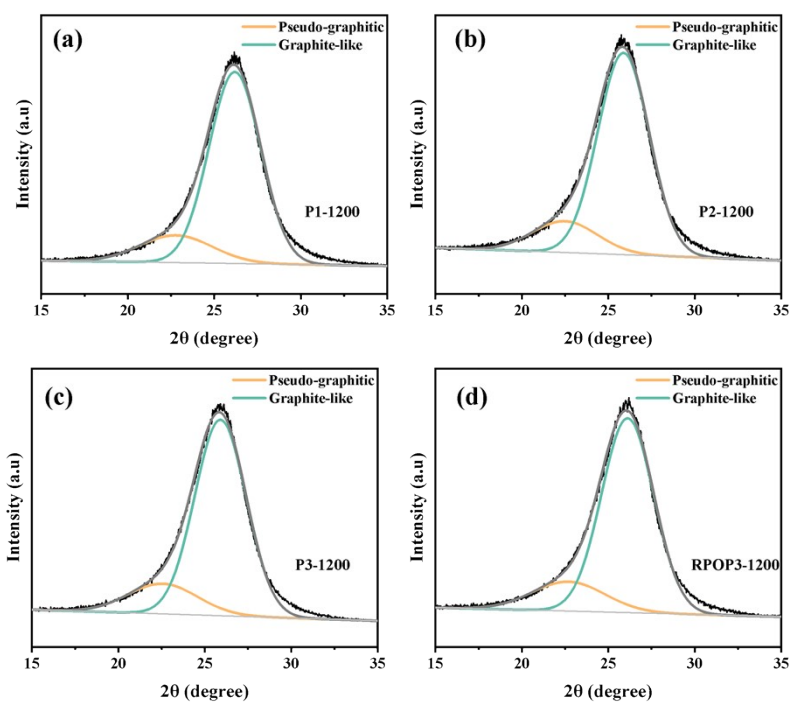 (a)
Pseudo-graphitic
Graphite-like
P1-1200
Intensity (a.u)
15 20 25 30 35
2θ (degree)
(b)
Pseudo-graphitic
Graphite-like
P2-1200
Intensity (a.u)
15 20 25 30 35
2θ (degree)
(c)
Pseudo-graphitic
Graphite-like
P3-1200
Intensity (a.u)
15 20 25 30 35
2θ (degree)
(d)
Pseudo-graphitic
Graphite-like
RPOP3-1200
Intensity (a.u)
15 20 25 30 35
2θ (degree)